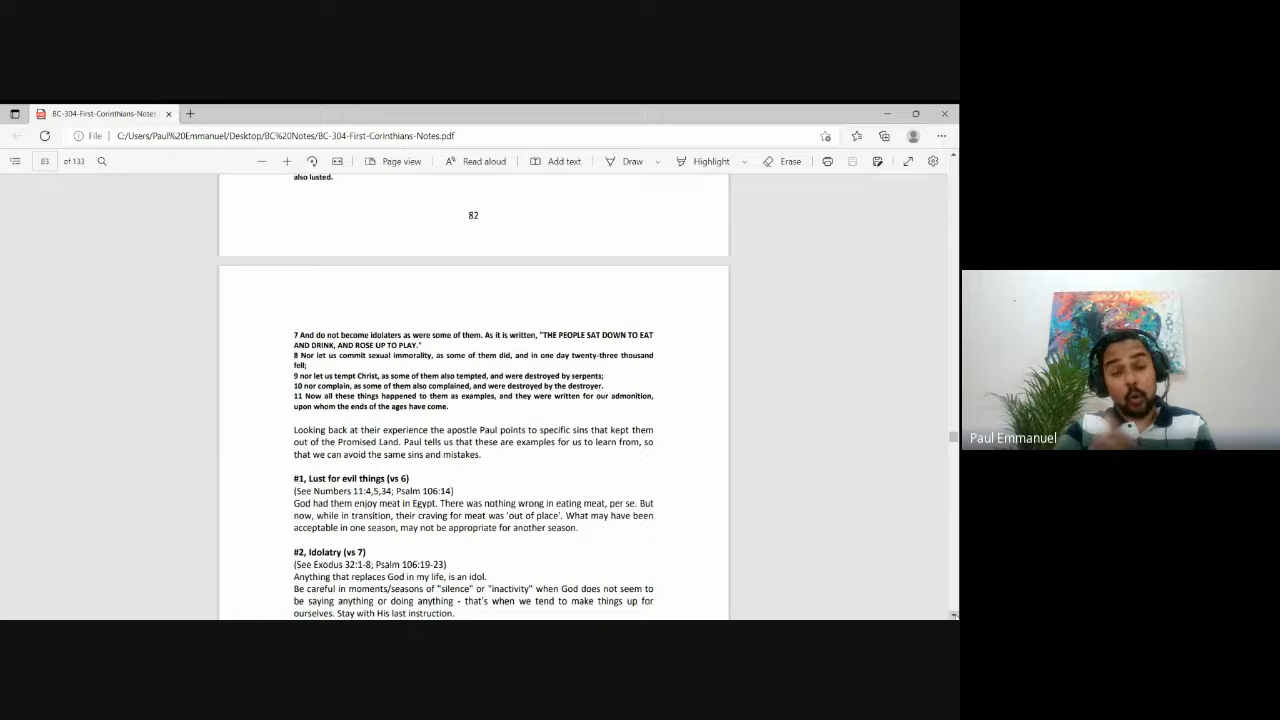 BC-304-First-Corinthians-Notes
File
C:/Users/Paul%20Emmanuel/Desktop/BC%20Notes/BC-304-First-Corinthians-Notes.pdf
83 of 133
Page view
Read aloud
Add text
Draw
Highlight
Erase
also lusted.
82
7 And do not become idolaters as were some of them. As it is written, "THE PEOPLE SAT DOWN TO EAT
AND DRINK, AND ROSE UP TO PLAY."
8 Nor let us commit sexual immorality, as some of them did, and in one day twenty-three thousand
fell;
9 nor let us tempt Christ, as some of them also tempted, and were destroyed by serpents;
10 nor complain, as some of them also complained, and were destroyed by the destroyer.
11 Now all these things happened to them as examples, and they were written for our admonition,
upon whom the ends of the ages have come.
Looking back at their experience the apostle Paul points to specific sins that kept them
out of the Promised Land. Paul tells us that these are examples for us to learn from, so
that we can avoid the same sins and mistakes.
#1, Lust for evil things (vs 6)
(See Numbers 11:4,5,34; Psalm 106:14)
God had them enjoy meat in Egypt. There was nothing wrong in eating meat, per se. But
now, while in transition, their craving for meat was 'out of place'. What may have been
acceptable in one season, may not be appropriate for another season.
#2, Idolatry (vs 7)
(See Exodus 32:1-8; Psalm 106:19-23)
Anything that replaces God in my life, is an idol.
Be careful in moments/seasons of "silence" or "inactivity" when God does not seem to
be saying anything or doing anything - that's when we tend to make things up for
ourselves. Stay with His last instruction.
Paul Emmanuel